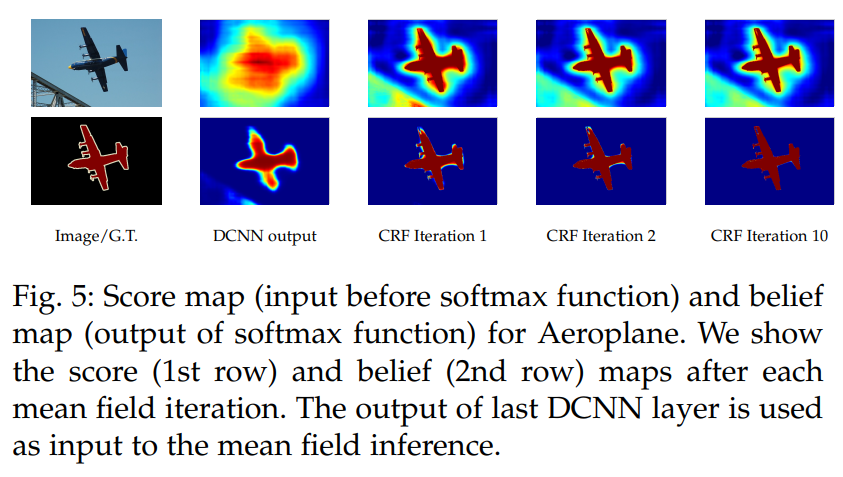 Image/G.T.
DCNN output
CRF Iteration 1
CRF Iteration 2
CRF Iteration 10
Fig. 5: Score map (input before softmax function) and belief
map (output of softmax function) for Aeroplane. We show
the score (1st row) and belief (2nd row) maps after each
mean field iteration. The output of last DCNN layer is used
as input to the mean field inference.